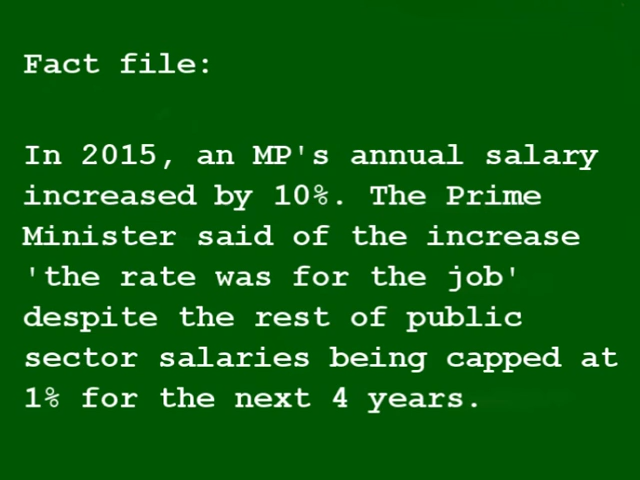 Fact file:
In 2015, an MP's annual salary
increased by 10%. The Prime
Minister said of the increase
'the rate was for the job'
despite the rest of public
sector salaries being capped at
1% for the next 4 years.